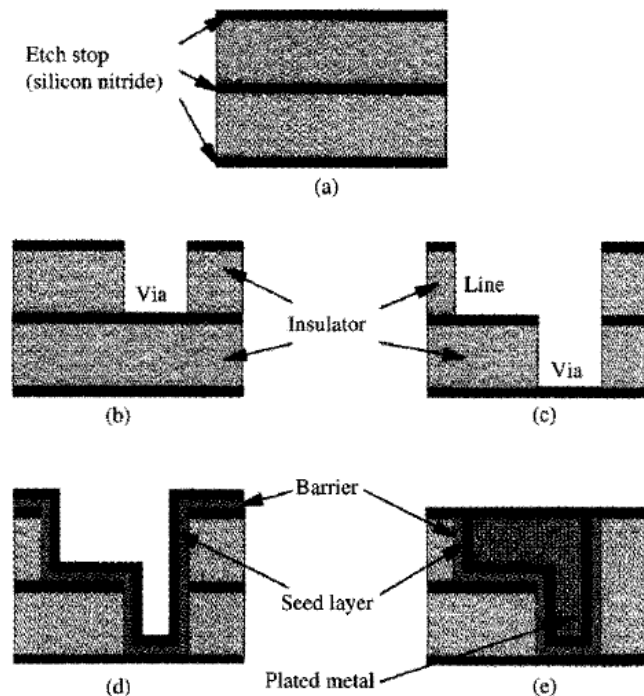 Etch stop
(silicon nitride)
(a)
Via
Line
Insulator
Via
(b)
(c)
Barrier
Seed layer
Plated metal
(d)
(e)